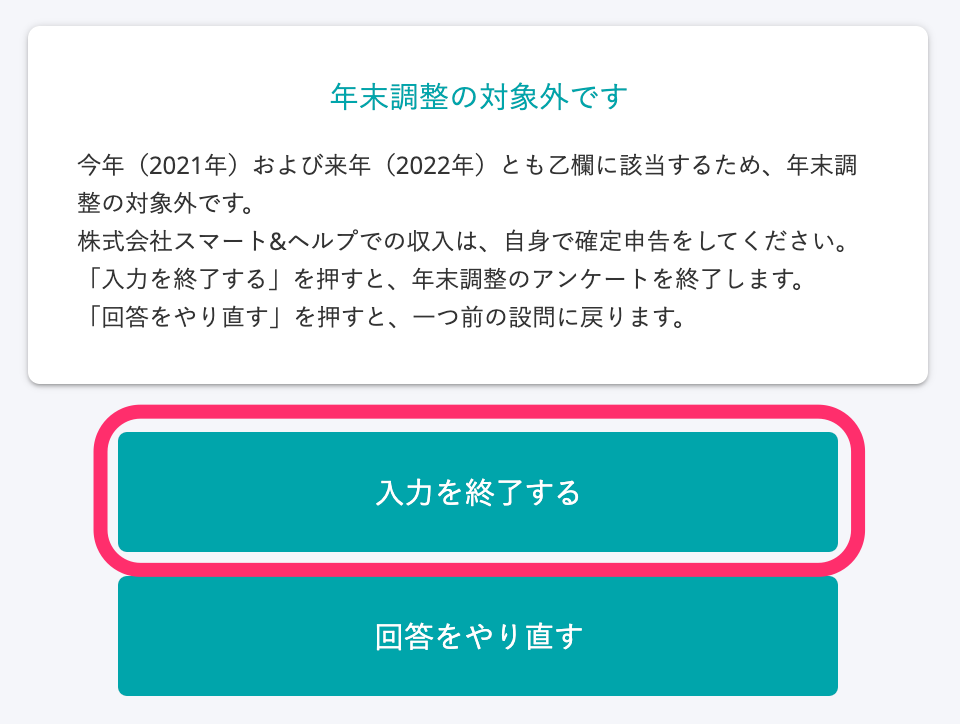 年末調整の対象外です
今年（2021年）および来年（2022年）とも乙欄に該当するため、年末調
整の対象外です。
株式会社スマート&ヘルプでの収入は、自身で確定申告をしてください。
「入力を終了する」を押すと、年末調整のアンケートを終了します。
「回答をやり直す」を押すと、一つ前の設問に戻ります。
入力を終了する
回答をやり直す